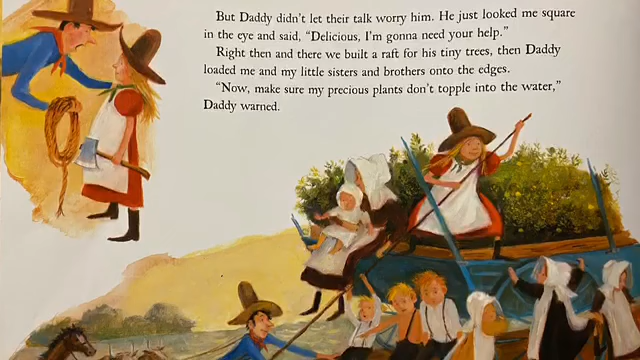 But Daddy didn't let their talk worry him. He just looked me square
in the eye and said, "Delicious, I'm gonna need your help."
Right then and there we built a raft for his tiny trees, then Daddy
loaded me and my little sisters and brothers onto the edges.
"Now, make sure my precious plants don't topple into the water,"
Daddy warned.